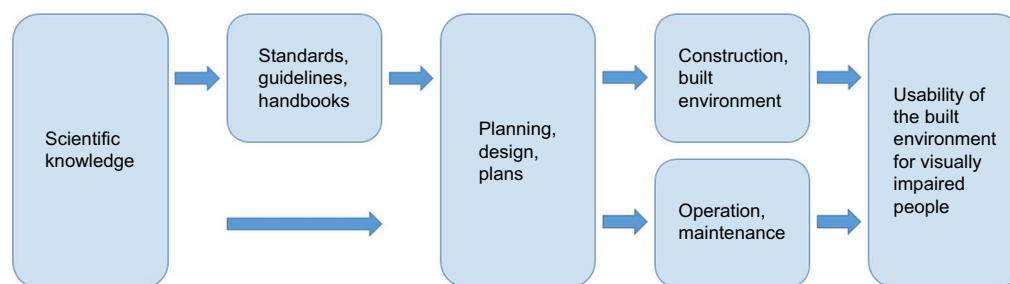 Scientific
knowledge
Standards,
guidelines,
handbooks
Planning,
design,
plans
Construction,
built
environment
Operation,
maintenance
Usability of
the built
environment
for visually
impaired
people